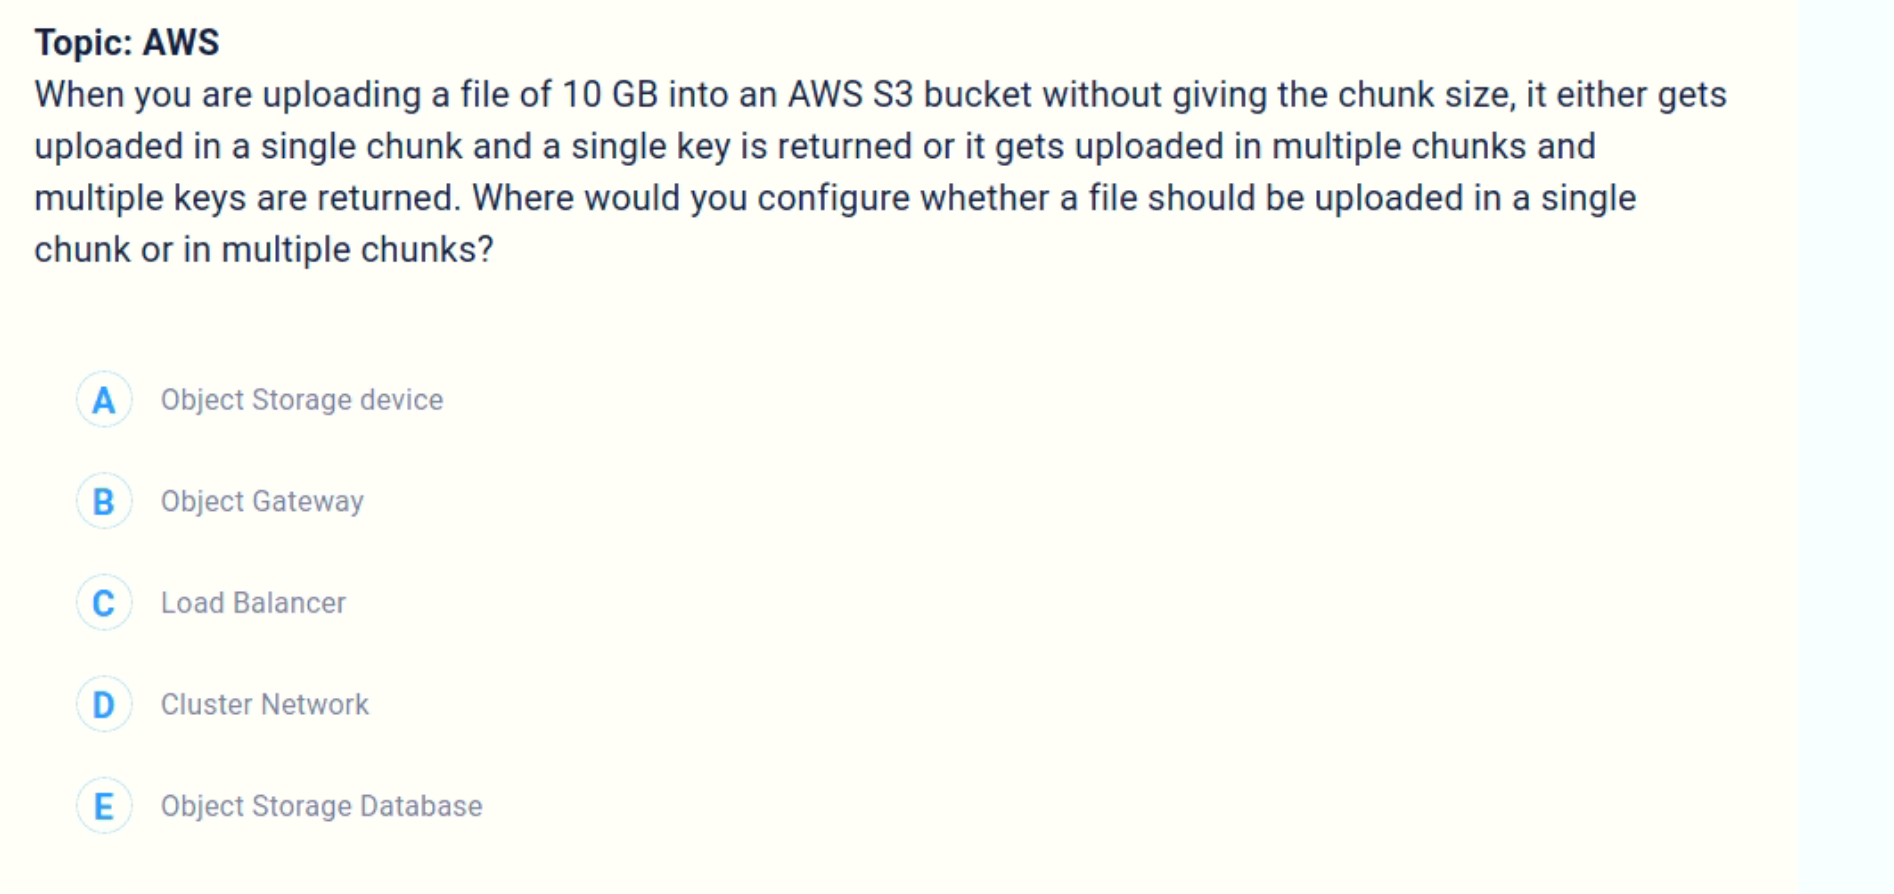 Topic: AWS
When you are uploading a file of 10 GB into an AWS S3 bucket without giving the chunk size, it either gets
uploaded in a single chunk and a single key is returned or it gets uploaded in multiple chunks and
multiple keys are returned. Where would you configure whether a file should be uploaded in a single
chunk or in multiple chunks?
A Object Storage device
B Object Gateway
C Load Balancer
D Cluster Network
E Object Storage Database